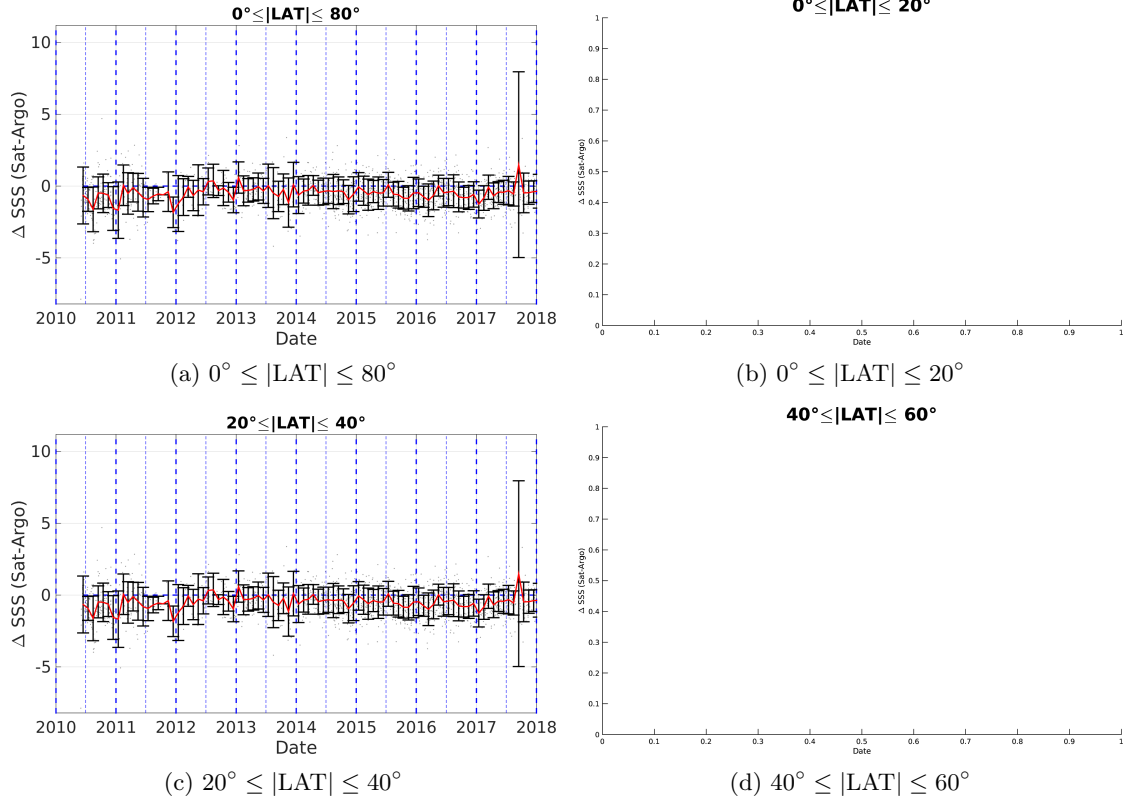 0°≤|LAT|≤ 80°
10
5
0
-5
Δ SSS (Sat-Argo)
2010 2011 2012 2013 2014 2015 2016 2017 2018
Date
(a) 0° ≤ |LAT| ≤ 80°
0°≤|LAT|≤ 20°
1
0.9
0.8
0.7
0.6
0.5
0.4
0.3
0.2
0.1
0
Δ SSS (Sat-Argo)
0 0.1 0.2 0.3 0.4 0.5 0.6 0.7 0.8 0.9 1
Date
(b) 0° ≤ |LAT| ≤ 20°
20°≤|LAT|≤ 40°
10
5
0
-5
Δ SSS (Sat-Argo)
2010 2011 2012 2013 2014 2015 2016 2017 2018
Date
(c) 20° ≤ |LAT| ≤ 40°
40°≤|LAT|≤ 60°
1
0.9
0.8
0.7
0.6
0.5
0.4
0.3
0.2
0.1
0
Δ SSS (Sat-Argo)
0 0.1 0.2 0.3 0.4 0.5 0.6 0.7 0.8 0.9 1
Date
(d) 40° ≤ |LAT| ≤ 60°